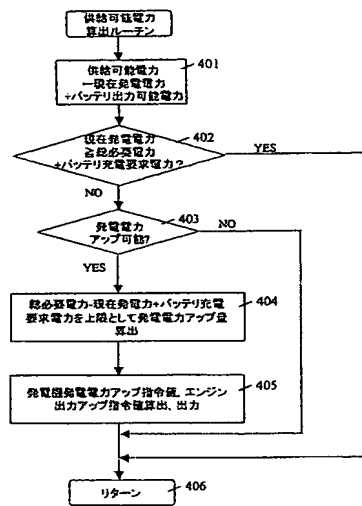 供給可能電力
算出ルーチン
401
供給可能電力
←現在発電電力
+バッテリ出力可能電力
402
現在発電電力
≧総必要電力
+バッテリ充電要求電力?
YES
NO
403
発電電力
アップ可能?
NO
YES
404
総必要電力-現在発電力+バッテリ充電
要求電力を上限として発電電力アップ量
算出
405
発電機発電電力アップ指令値、エンジン
出力アップ指令値算出、出力
リターン
406